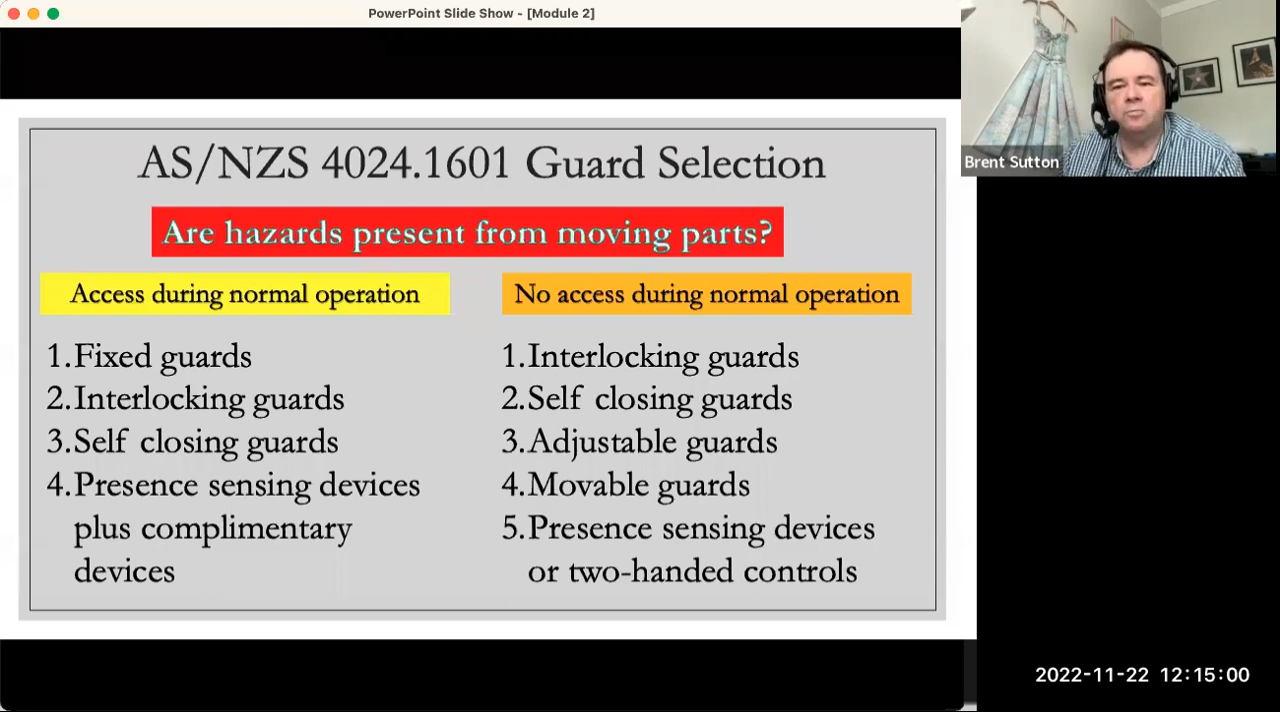 PowerPoint Slide Show - [Module 2]
AS/NZS 4024.1601 Guard Selection
Are hazards present from moving parts?
Access during normal operation
1. Fixed guards
2. Interlocking guards
3. Self closing guards
4. Presence sensing devices
plus complimentary
devices
No access during normal operation
1. Interlocking guards
2. Self closing guards
3. Adjustable guards
4. Movable guards
5. Presence sensing devices
or two-handed controls
Brent Sutton
2022-11-22 12:15:00